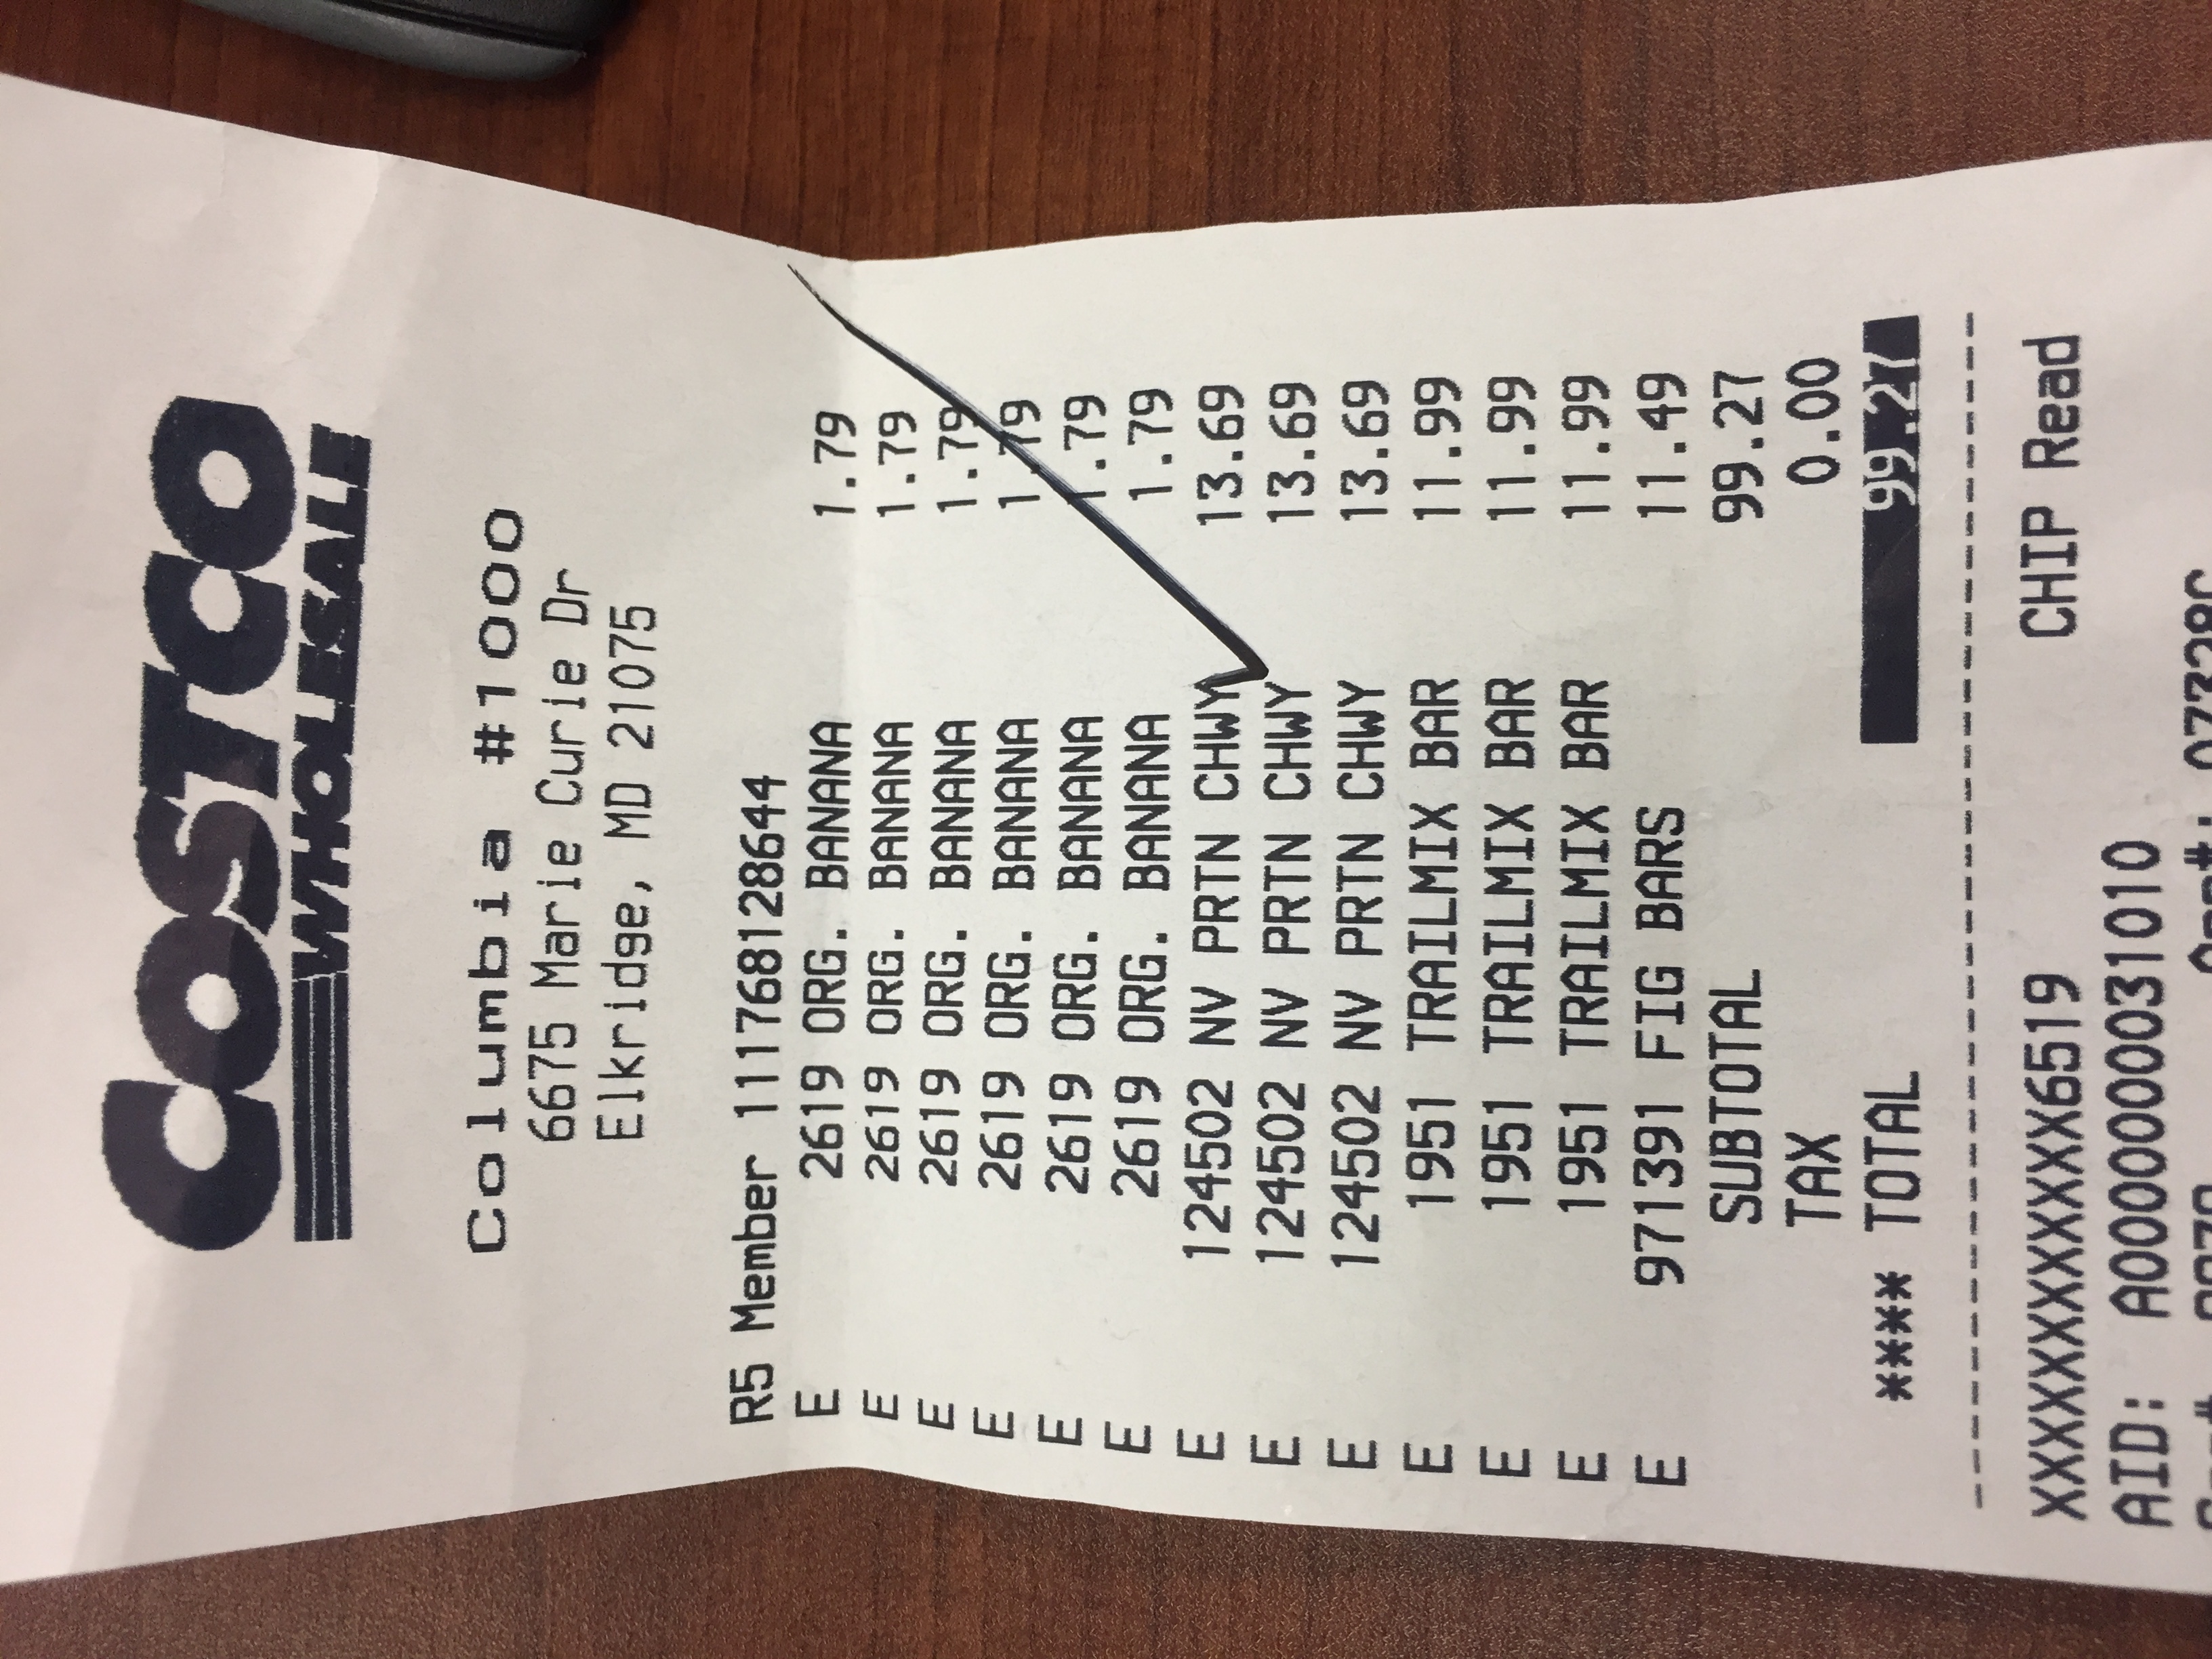 COSTCO
WHOLESALE
Columbia #1000
6675 Marie Curie Dr
Elkridge, MD 21075
R5 Member 111768128644
E 2619 ORG. BANANA 1.79
E 2619 ORG. BANANA 1.79
E 2619 ORG. BANANA 1.79
E 2619 ORG. BANANA 1.79
E 2619 ORG. BANANA 1.79
E 2619 ORG. BANANA 1.79
E 124502 NV PRTN CHWY 13.69
E 124502 NV PRTN CHWY 13.69
E 124502 NV PRTN CHWY 13.69
E 1951 TRAILMIX BAR 11.99
E 1951 TRAILMIX BAR 11.99
E 1951 TRAILMIX BAR 11.99
E 971391 FIG BARS 11.49
SUBTOTAL 99.27
TAX 0.00
**** TOTAL 99.27
XXXXXXXXXXXX6519 CHIP Read
AID: A0000000031010